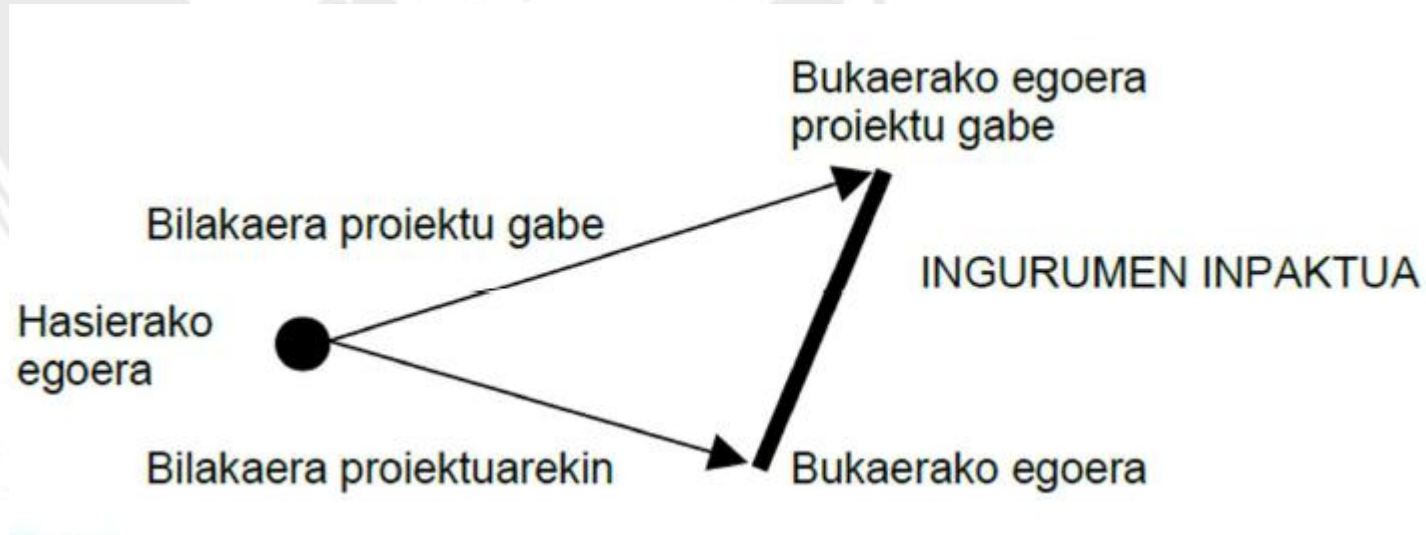 Bukaerako egoera
proiektu gabe
Bilakaera proiektu gabe
INGURUMEN INPAKTUA
Hasierako
egoera
Bilakaera proiektuarekin
Bukaerako egoera